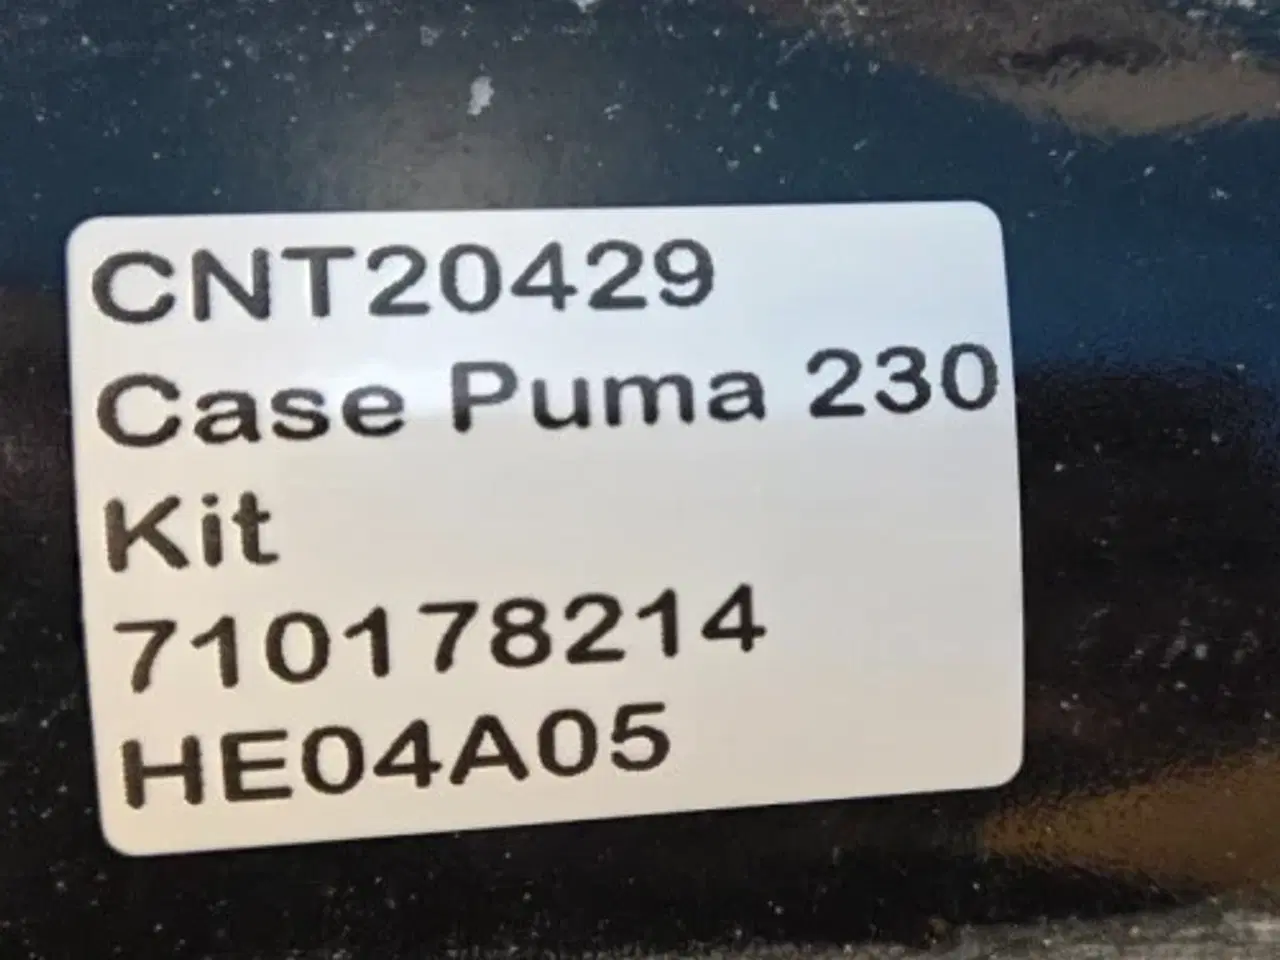 CNT20429
Case Puma 230
Kit
710178214
HE04A05